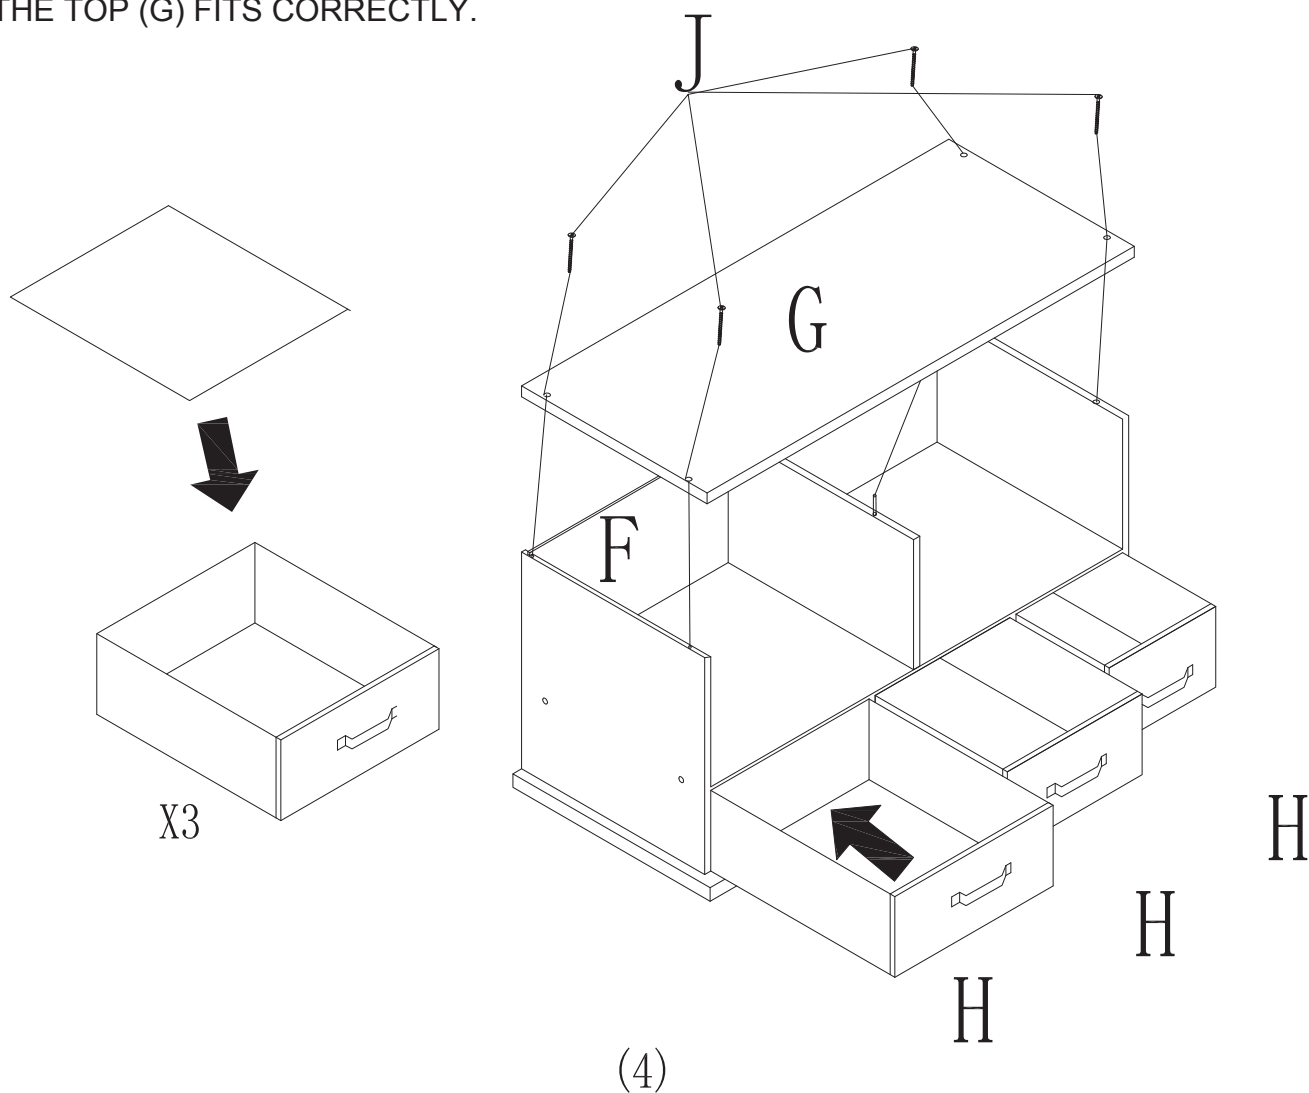 THE TOP (G) FITS CORRECTLY.
J
G
F
X3
H
H
H
(4)